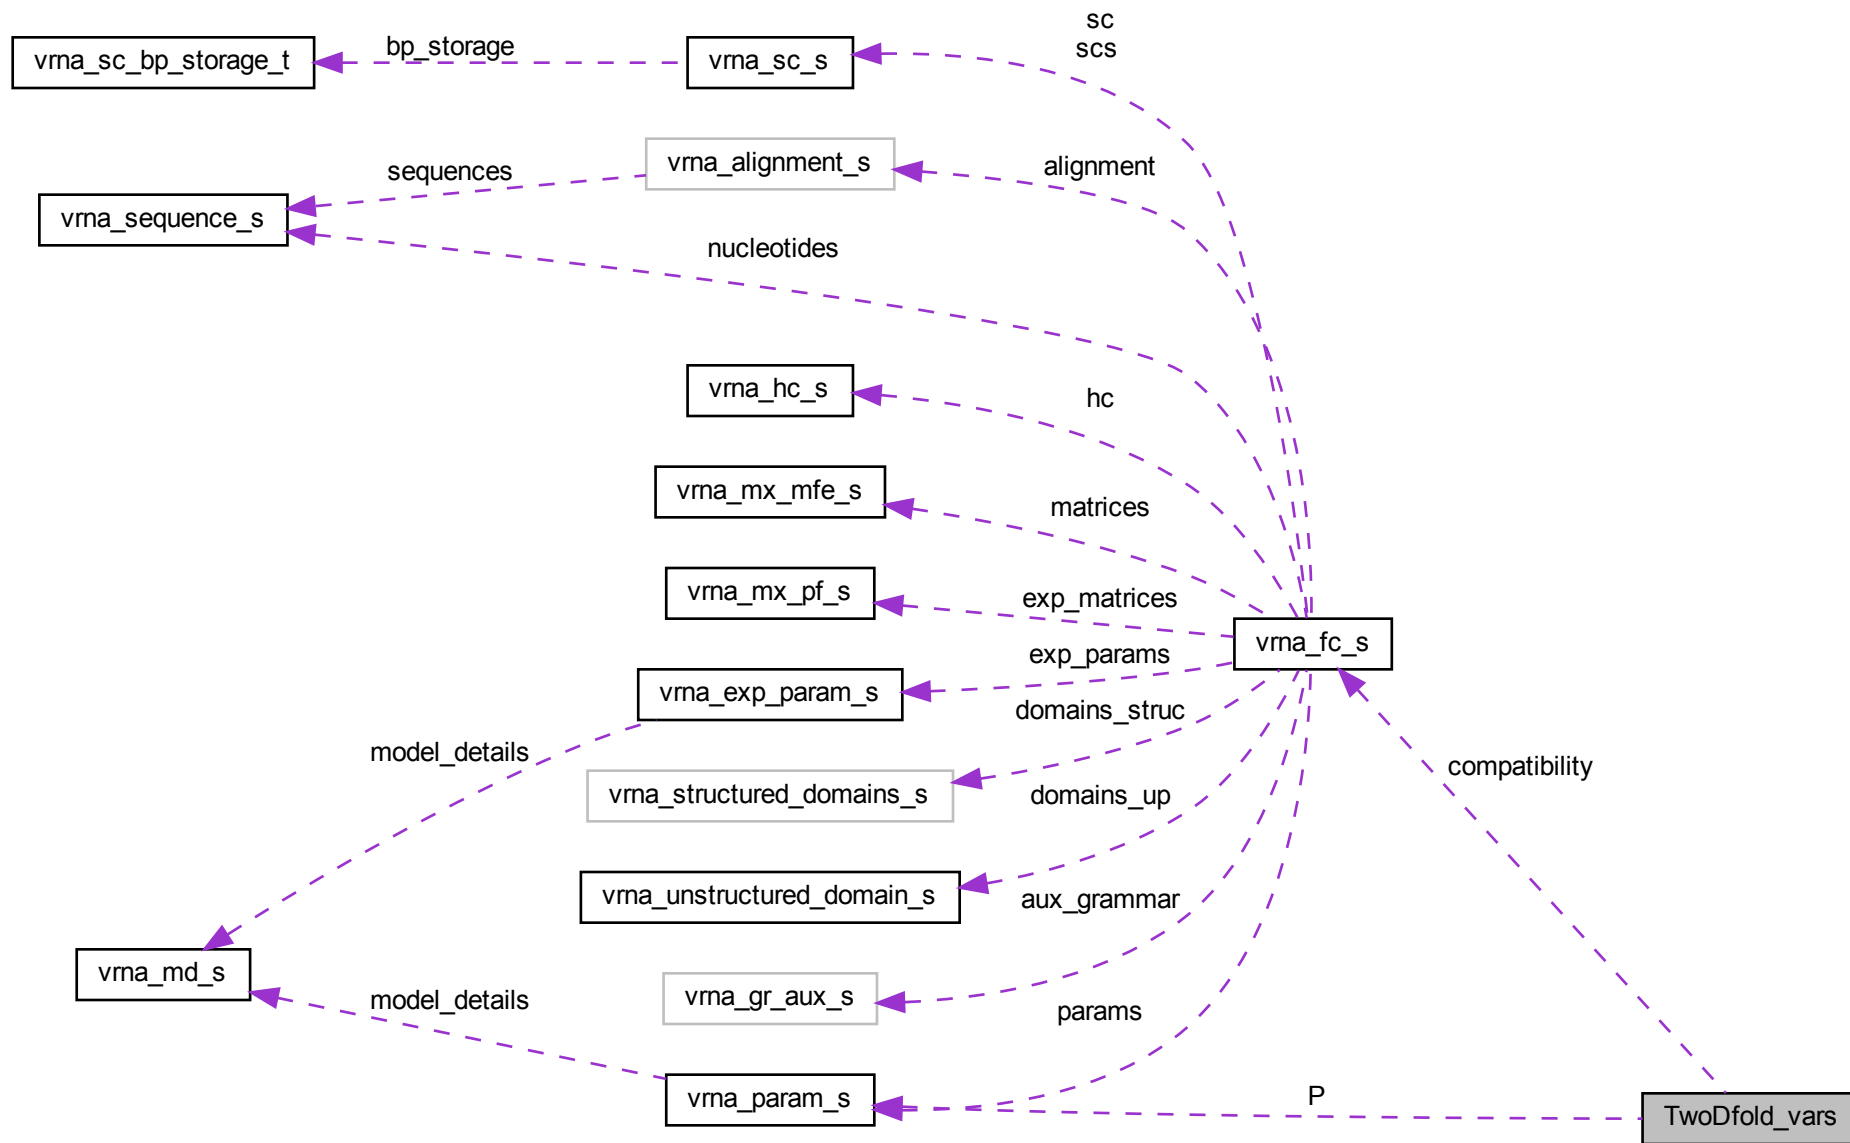 sc
scs
vrna_sc_bp_storage_t
bp_storage
vrna_sc_s
vrna_alignment_s
alignment
sequences
vrna_sequence_s
nucleotides
vrna_hc_s
hc
vrna_mx_mfe_s
matrices
vrna_mx_pf_s
exp_matrices
vrna_fc_s
exp_params
vrna_exp_param_s
domains_struc
model_details
compatibility
vrna_structured_domains_s
domains_up
vrna_unstructured_domain_s
aux_grammar
vrna_md_s
model_details
vrna_gr_aux_s
params
vrna_param_s
P
TwoDfold_vars